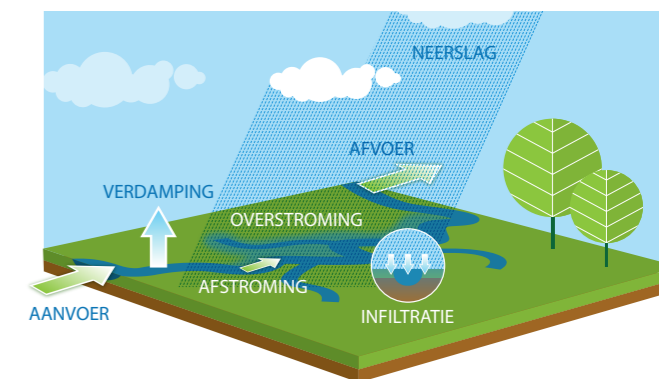 NEERSLAG
AFVOER
VERDAMPING
OVERSTROMING
AFSTROMING
AANVOER
INFILTRATIE